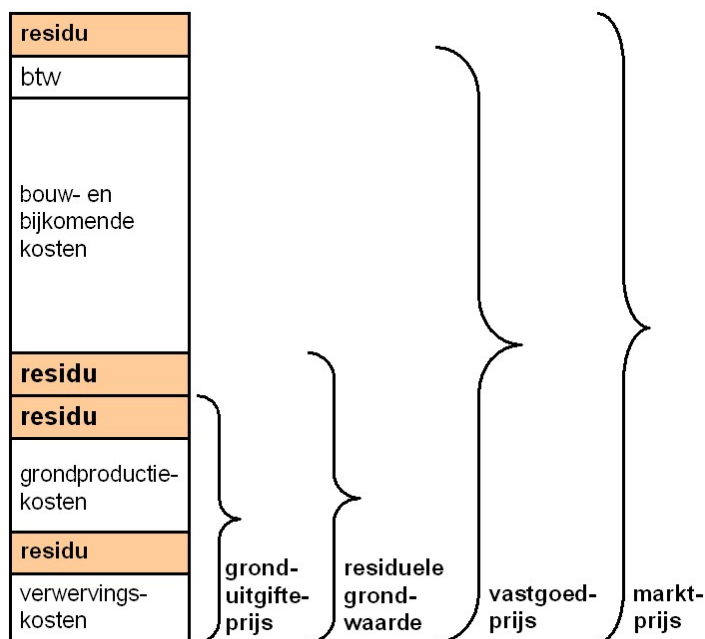 residu
btw
bouw- en
bijkomende
kosten
residu
residu
grondproductie-
kosten
residu
verwervings-
kosten
grond-
uitgifte-
prijs
residuele
grond-
waarde
vastgoed-
prijs
markt-
prijs